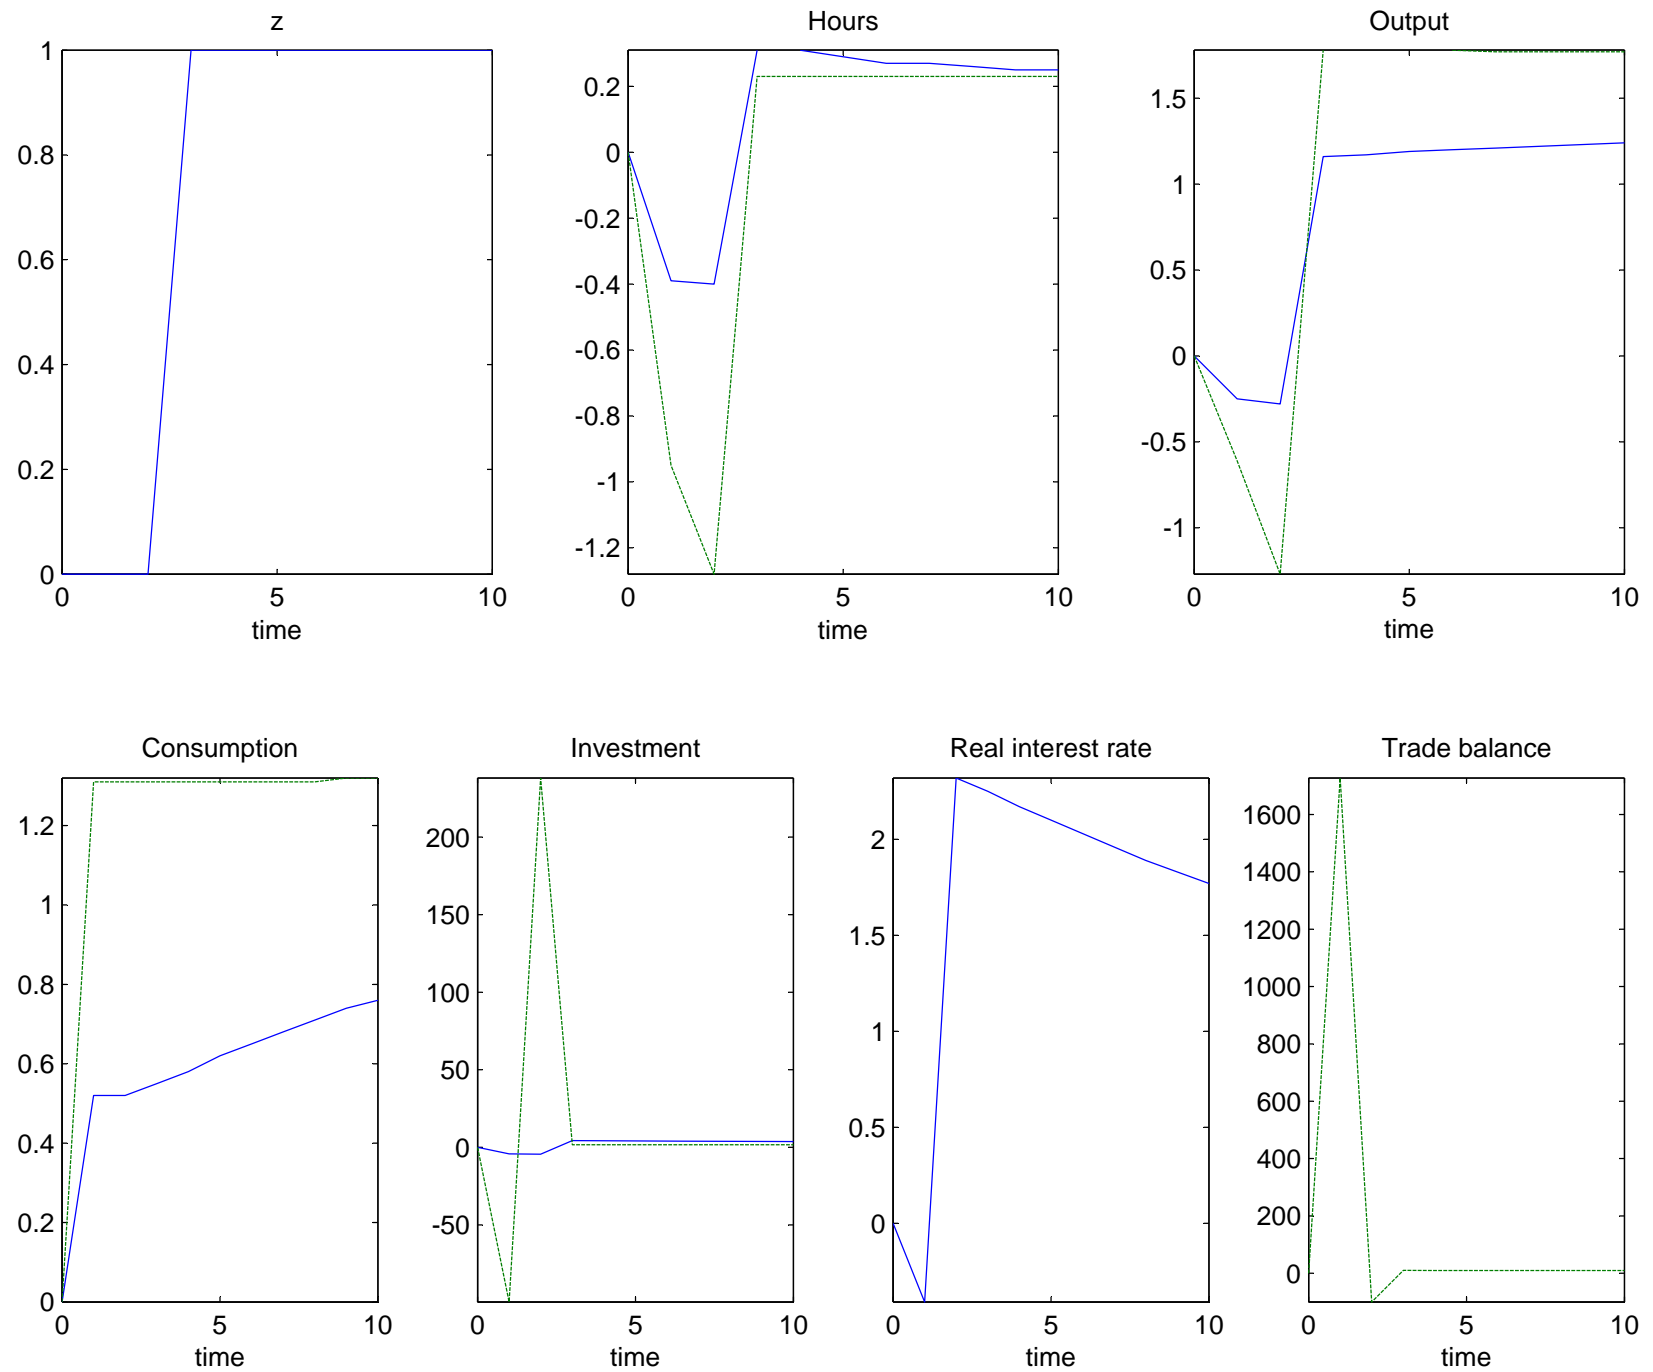 z
1
0.8
0.6
0.4
0.2
0
0 5 10
time
Hours
0.2
0
-0.2
-0.4
-0.6
-0.8
-1
-1.2
0 5 10
time
Output
1.5
1
0.5
0
-0.5
-1
0 5 10
time
Consumption
1.2
1
0.8
0.6
0.4
0.2
0
0 5 10
time
Investment
200
150
100
50
0
-50
0 5 10
time
Real interest rate
2
1.5
1
0.5
0
0 5 10
time
Trade balance
1600
1400
1200
1000
800
600
400
200
0
0 5 10
time